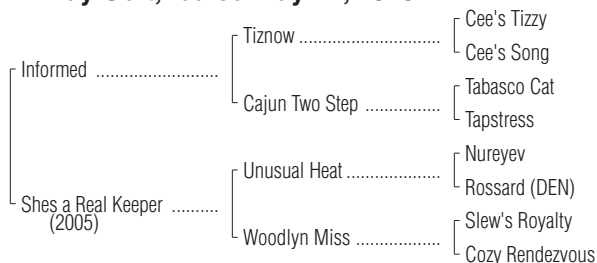 Cee's Tizzy
Tiznow ................................
Cee's Song
Informed ............................
Tabasco Cat
Cajun Two Step .................
Tapstress
Nureyev
Unusual Heat .....................
Rossard (DEN)
Shes a Real Keeper ..........
(2005)
Slew's Royalty
Woodlyn Miss ...................
Cozy Rendezvous